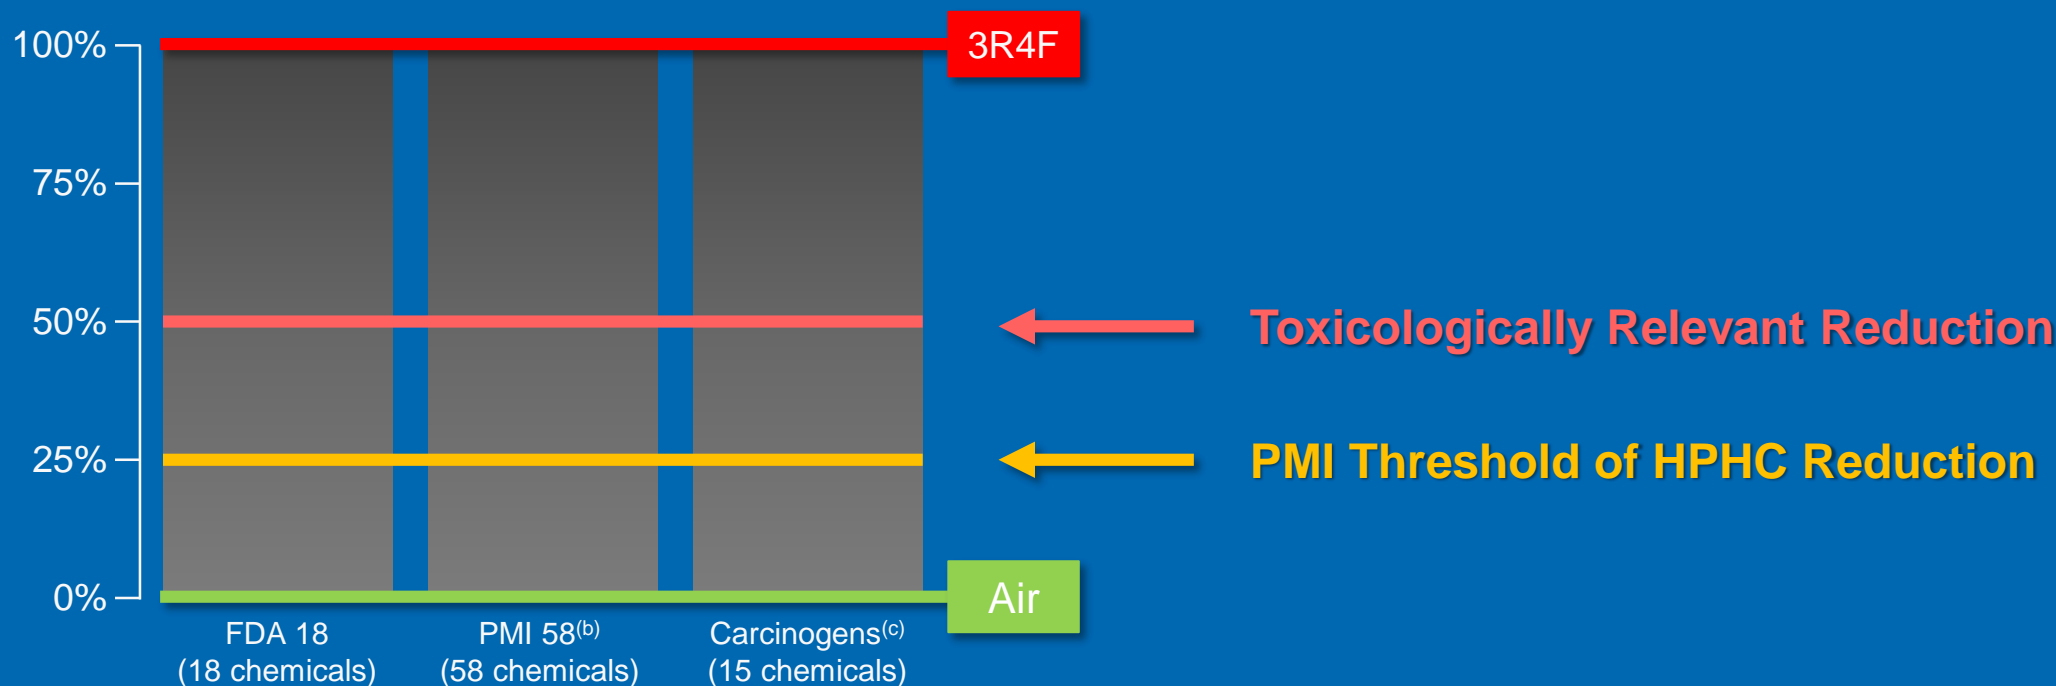 100%
3R4F
75%
50%
Toxicologically Relevant Reduction
25%
PMI Threshold of HPHC Reduction
0%
Air
FDA 18
(18 chemicals)
PMI 58(b)
(58 chemicals)
Carcinogens(c)
(15 chemicals)